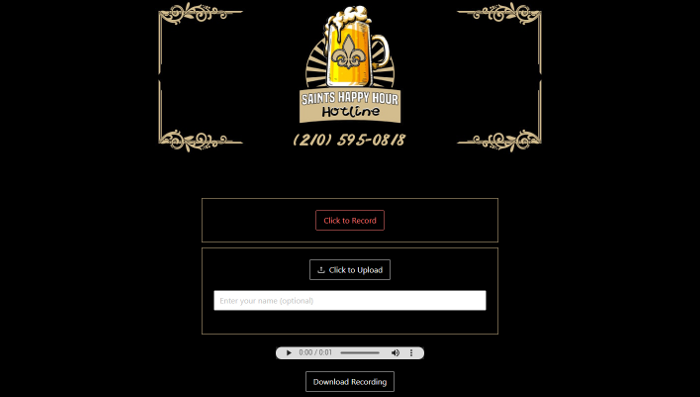 SAINTS HAPPY HOUR
Hotline
(210) 595-0818
Click to Record
Click to Upload
Enter your name (optional)
0:00 / 0:01
Download Recording